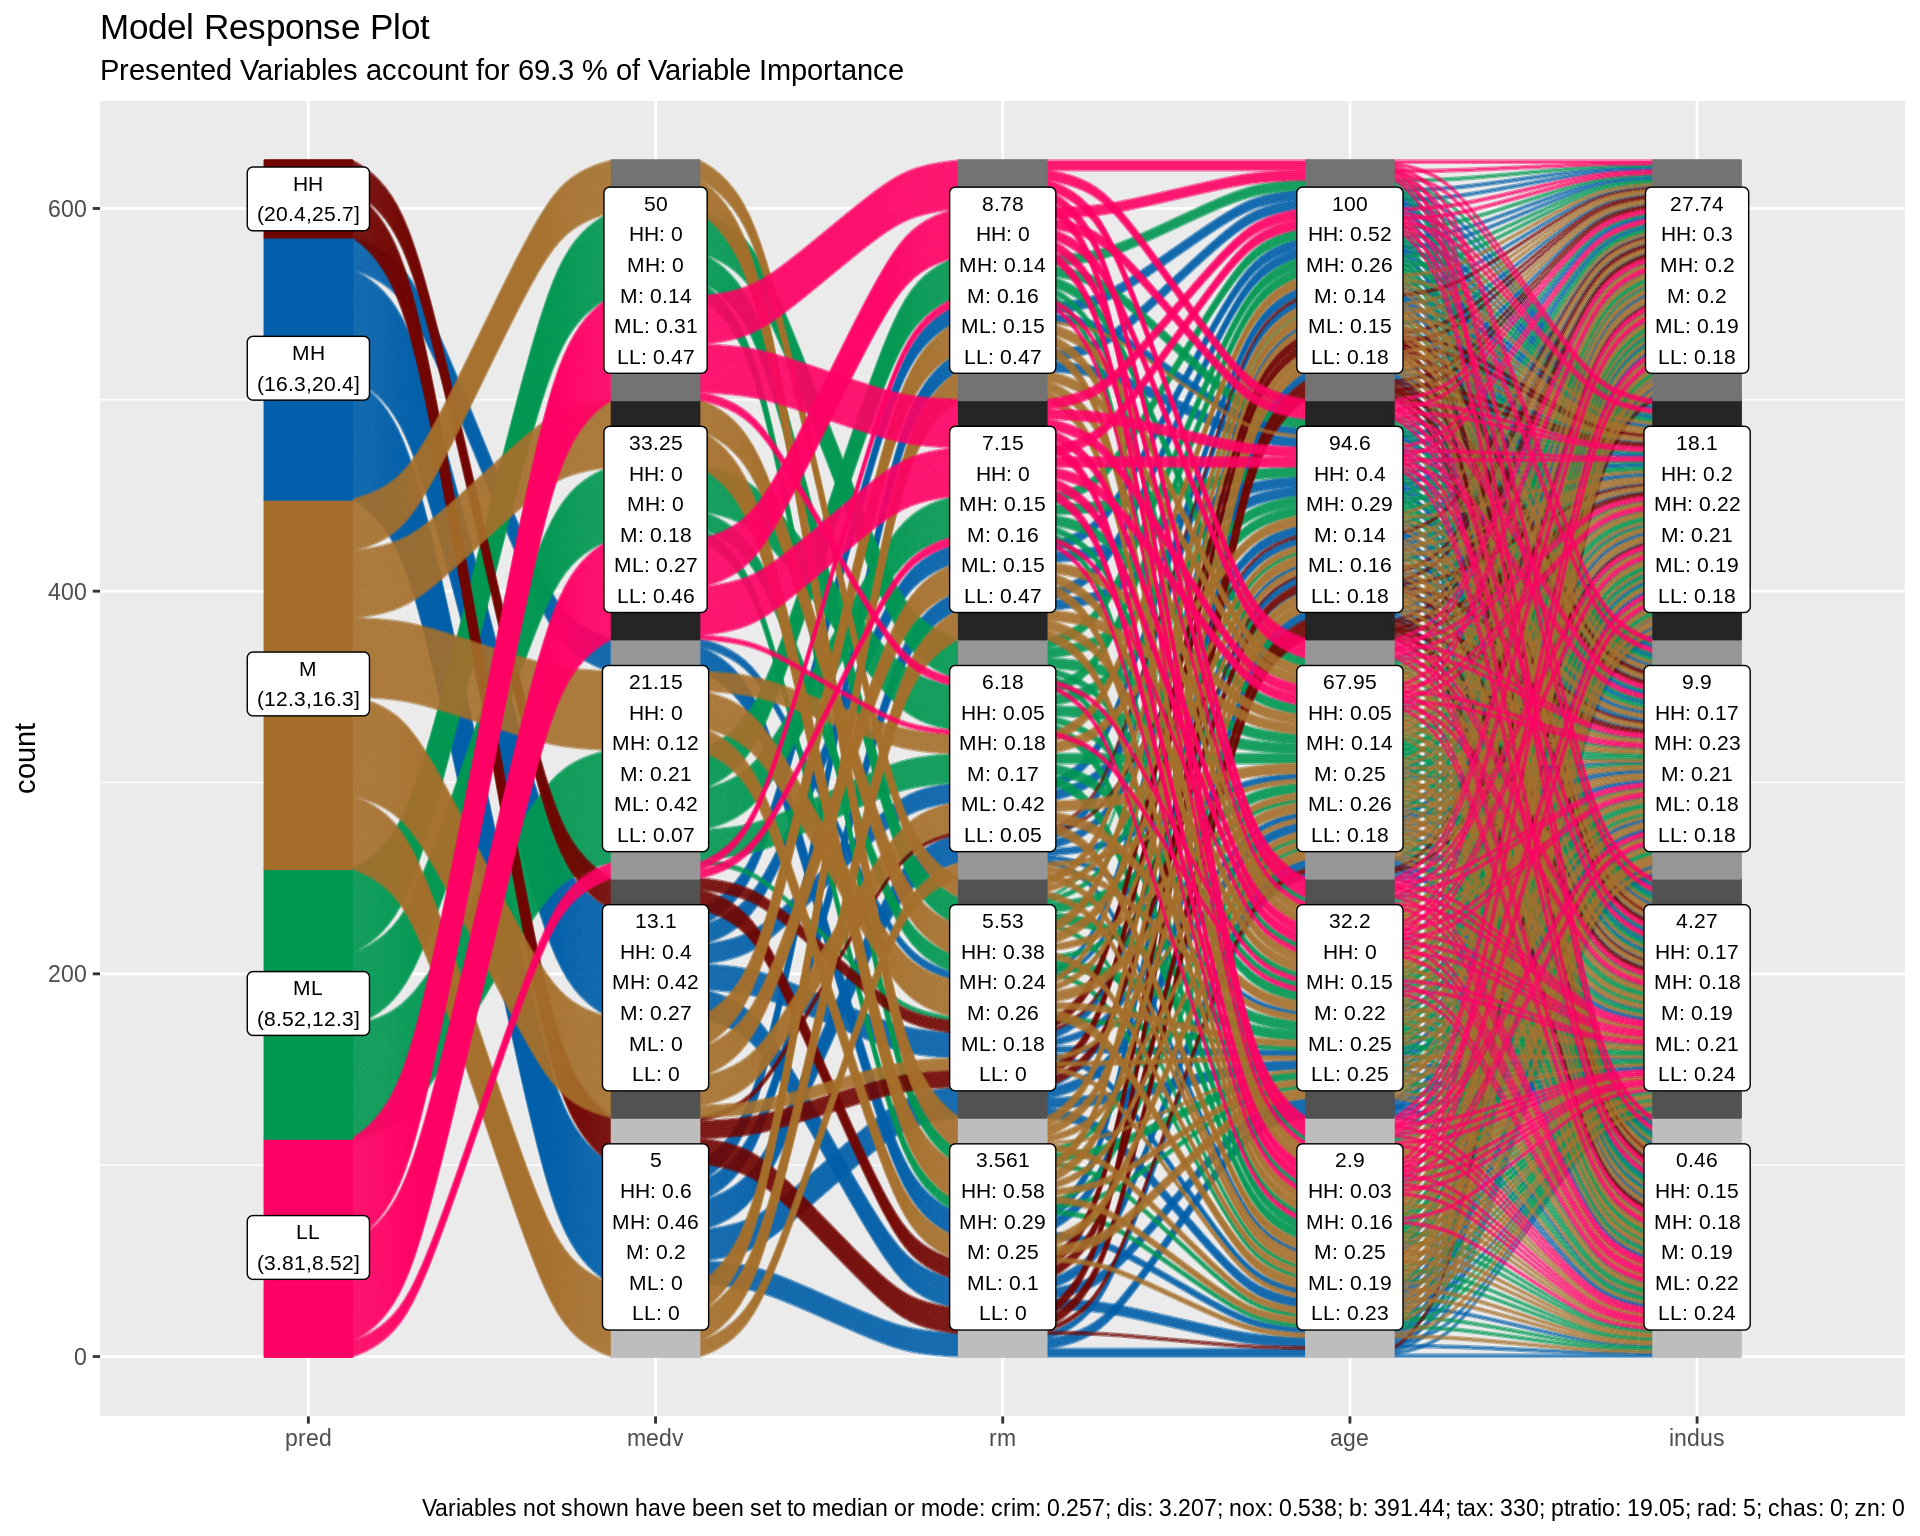 Model Response Plot
Presented Variables account for 69.3 % of Variable Importance
count
600
400
200
0
HH
(20.4,25.7]
MH
(16.3,20.4]
M
(12.3,16.3]
ML
(8.52,12.3]
LL
(3.81,8.52]
50
HH: 0
MH: 0
M: 0.14
ML: 0.31
LL: 0.47
33.25
HH: 0
MH: 0
M: 0.18
ML: 0.27
LL: 0.46
21.15
HH: 0
MH: 0.12
M: 0.21
ML: 0.42
LL: 0.07
13.1
HH: 0.4
MH: 0.42
M: 0.27
ML: 0
LL: 0
5
HH: 0.6
MH: 0.46
M: 0.2
ML: 0
LL: 0
8.78
HH: 0
MH: 0.14
M: 0.16
ML: 0.15
LL: 0.47
7.15
HH: 0
MH: 0.15
M: 0.16
ML: 0.15
LL: 0.47
6.18
HH: 0.05
MH: 0.18
M: 0.17
ML: 0.42
LL: 0.05
5.53
HH: 0.38
MH: 0.24
M: 0.26
ML: 0.18
LL: 0
3.561
HH: 0.58
MH: 0.29
M: 0.25
ML: 0.1
LL: 0
100
HH: 0.52
MH: 0.26
M: 0.14
ML: 0.15
LL: 0.18
94.6
HH: 0.4
MH: 0.29
M: 0.14
ML: 0.16
LL: 0.18
67.95
HH: 0.05
MH: 0.14
M: 0.25
ML: 0.26
LL: 0.18
32.2
HH: 0
MH: 0.15
M: 0.22
ML: 0.25
LL: 0.25
2.9
HH: 0.03
MH: 0.16
M: 0.25
ML: 0.19
LL: 0.23
27.74
HH: 0.3
MH: 0.2
M: 0.2
ML: 0.19
LL: 0.18
18.1
HH: 0.2
MH: 0.22
M: 0.21
ML: 0.19
LL: 0.18
9.9
HH: 0.17
MH: 0.23
M: 0.21
ML: 0.18
LL: 0.18
4.27
HH: 0.17
MH: 0.18
M: 0.19
ML: 0.21
LL: 0.24
0.46
HH: 0.15
MH: 0.18
M: 0.19
ML: 0.22
LL: 0.24
pred
medv
rm
age
indus
Variables not shown have been set to median or mode: crim: 0.257; dis: 3.207; nox: 0.538; b: 391.44; tax: 330; ptratio: 19.05; rad: 5; chas: 0; zn: 0